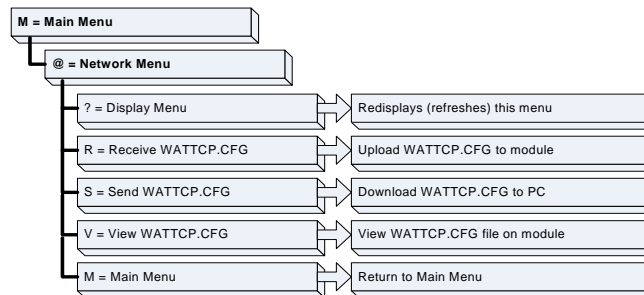 M = Main Menu
@ = Network Menu
? = Display Menu
Redisplays (refreshes) this menu
R = Receive WATTCP.CFG
Upload WATTCP.CFG to module
S = Send WATTCP.CFG
Download WATTCP.CFG to PC
V = View WATTCP.CFG
View WATTCP.CFG file on module
M = Main Menu
Return to Main Menu